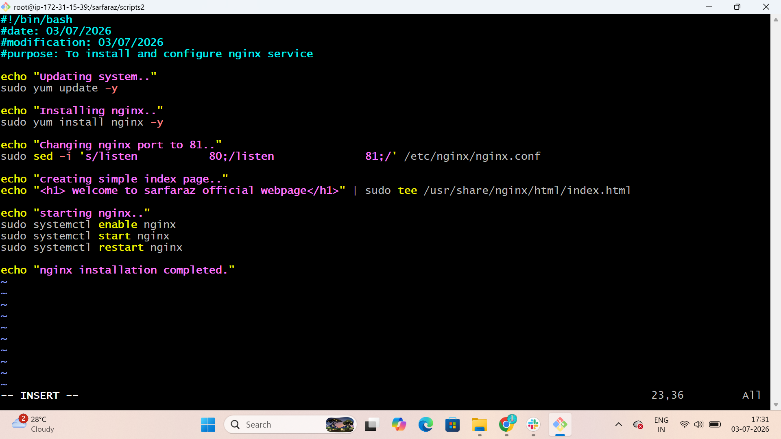 root@ip-172-31-15-39:/sarfaraz/scripts2
#!/bin/bash
#date: 03/07/2026
#modification: 03/07/2026
#purpose: To install and configure nginx service
echo "Updating system.."
sudo yum update -y
echo "Installing nginx.."
sudo yum install nginx -y
echo "Changing nginx port to 81.."
sudo sed -i 's/listen           80;/listen              81;/' /etc/nginx/nginx.conf
echo "creating simple index page.."
echo "<h1> welcome to sarfaraz official webpage</h1>" | sudo tee /usr/share/nginx/html/index.html
echo "starting nginx.."
sudo systemctl enable nginx
sudo systemctl start nginx
sudo systemctl restart nginx
echo "nginx installation completed."
~
~
~
~
~
~
~
~
~
~
-- INSERT -- 23,36 All
2
28°C
Cloudy
Search
ENG
IN
17:31
03-07-2026